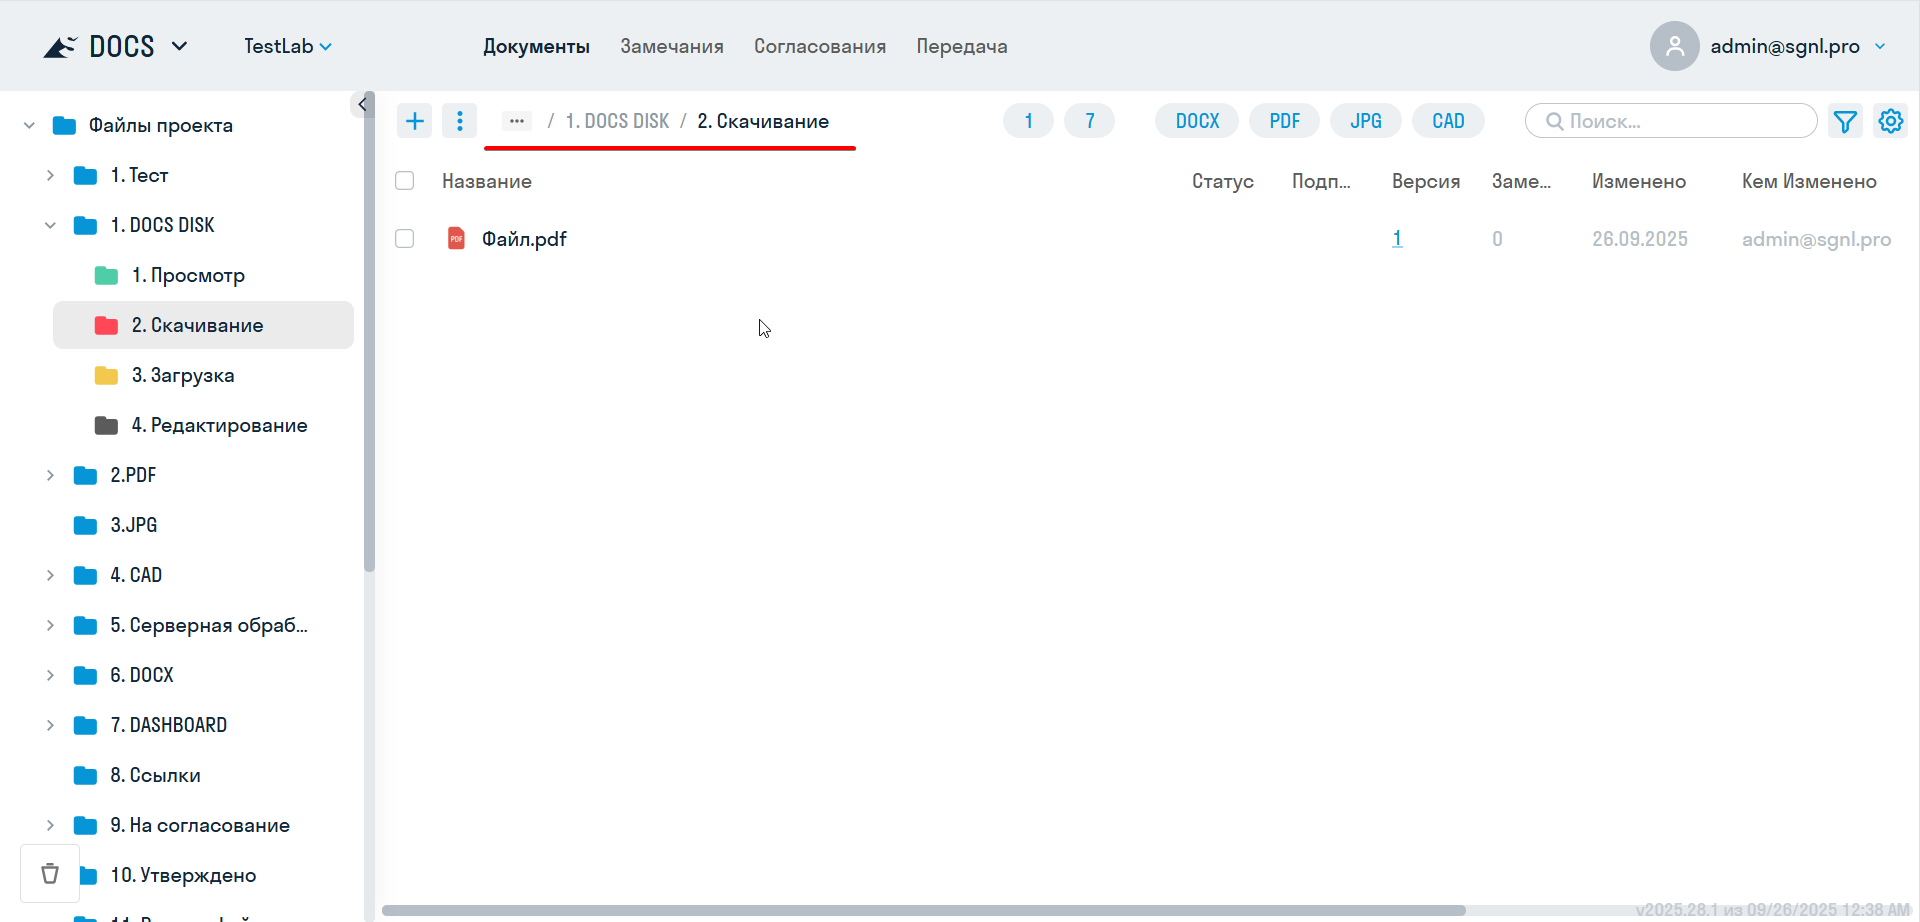 DOCS
TestLab
Документы Замечания Согласования Передача
admin@sgnl.pro
Файлы проекта
1. Тест
1. DOCS DISK
1. Просмотр
2. Скачивание
3. Загрузка
4. Редактирование
2.PDF
3.JPG
4. CAD
5. Серверная обраб...
6. DOCX
7. DASHBOARD
8. Ссылки
9. На согласование
10. Утверждено
... / 1. DOCS DISK / 2. Скачивание
1 7 DOCX PDF JPG CAD
Поиск...
Название Статус Подп... Версия Заме... Изменено Кем Изменено
PDF Файл.pdf 1 0 26.09.2025 admin@sgnl.pro
v2025.28.1 из 09/26/2025 12:38 AM